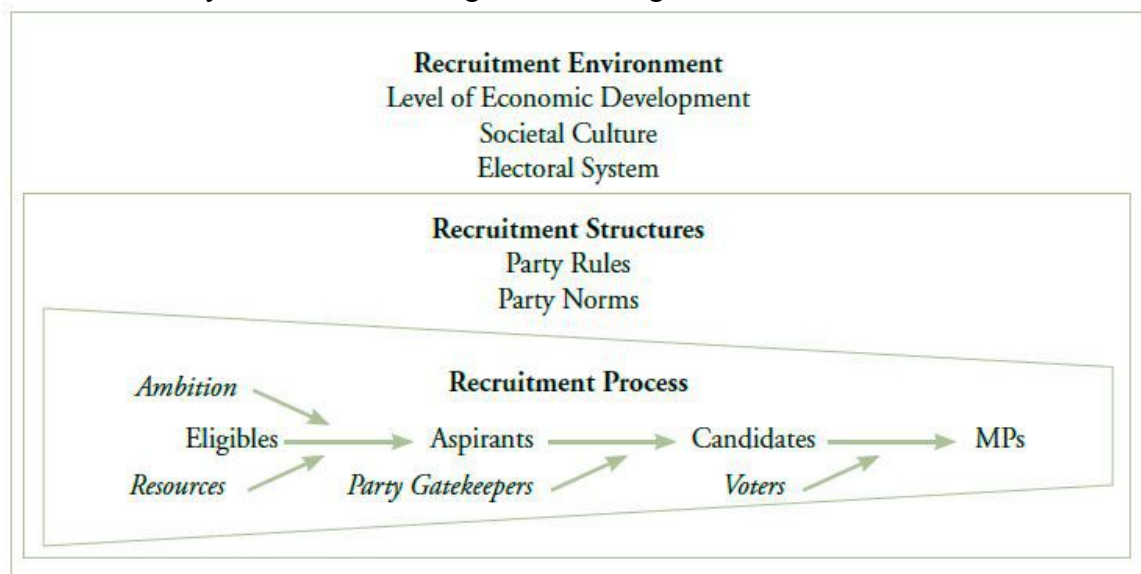 Recruitment Environment
Level of Economic Development
Societal Culture
Electoral System
Recruitment Structures
Party Rules
Party Norms
Recruitment Process
Ambition
Eligibles Aspirants Candidates MPs
Resources Party Gatekeepers Voters